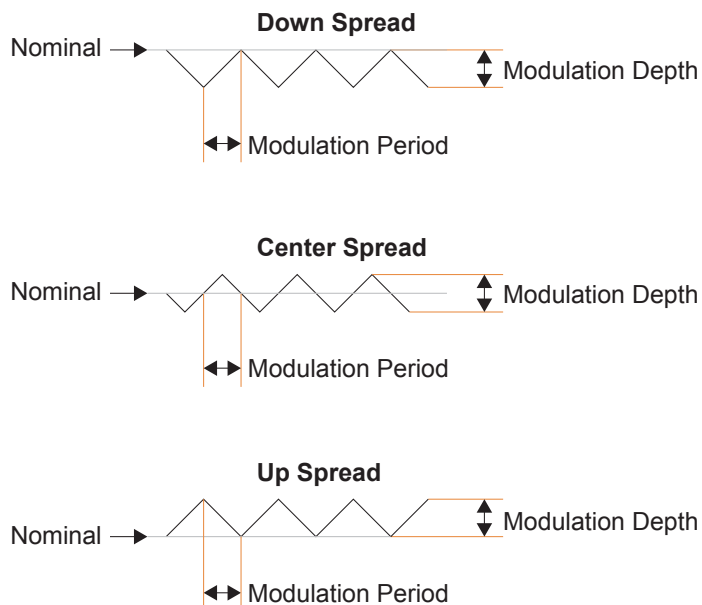 Down Spread
Nominal
Modulation Depth
Modulation Period
Center Spread
Nominal
Modulation Depth
Modulation Period
Up Spread
Modulation Depth
Nominal
Modulation Period